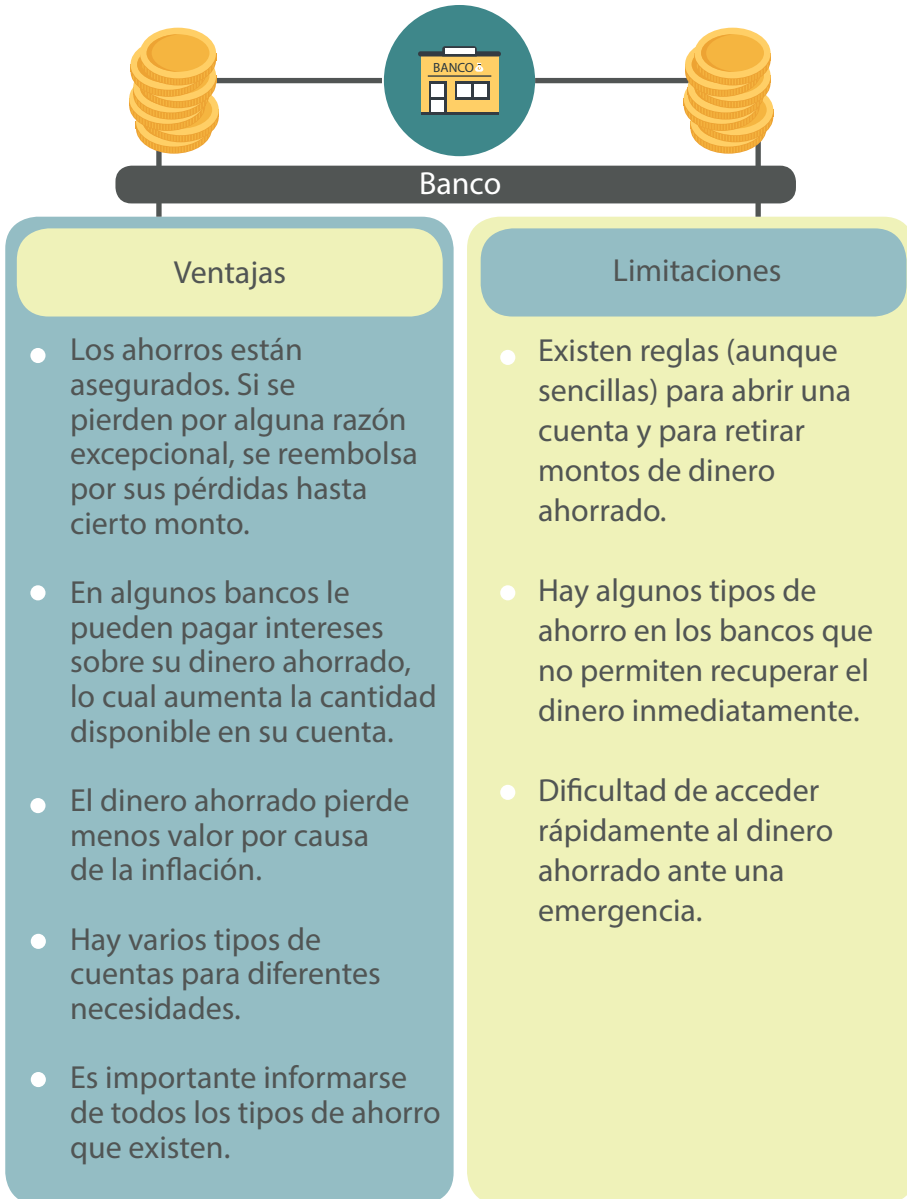 BANCO
Banco
Ventajas
Los ahorros están
asegurados. Si se
pierden por alguna razón
excepcional, se reembolsa
por sus pérdidas hasta
cierto monto.
En algunos bancos le
pueden pagar intereses
sobre su dinero ahorrado,
lo cual aumenta la cantidad
disponible en su cuenta.
El dinero ahorrado pierde
menos valor por causa
de la inflación.
Hay varios tipos de
cuentas para diferentes
necesidades.
Es importante informarse
de todos los tipos de ahorro
que existen.
Limitaciones
Existen reglas (aunque
sencillas) para abrir una
cuenta y para retirar
montos de dinero
ahorrado.
Hay algunos tipos de
ahorro en los bancos que
no permiten recuperar el
dinero inmediatamente.
Dificultad de acceder
rápidamente al dinero
ahorrado ante una
emergencia.